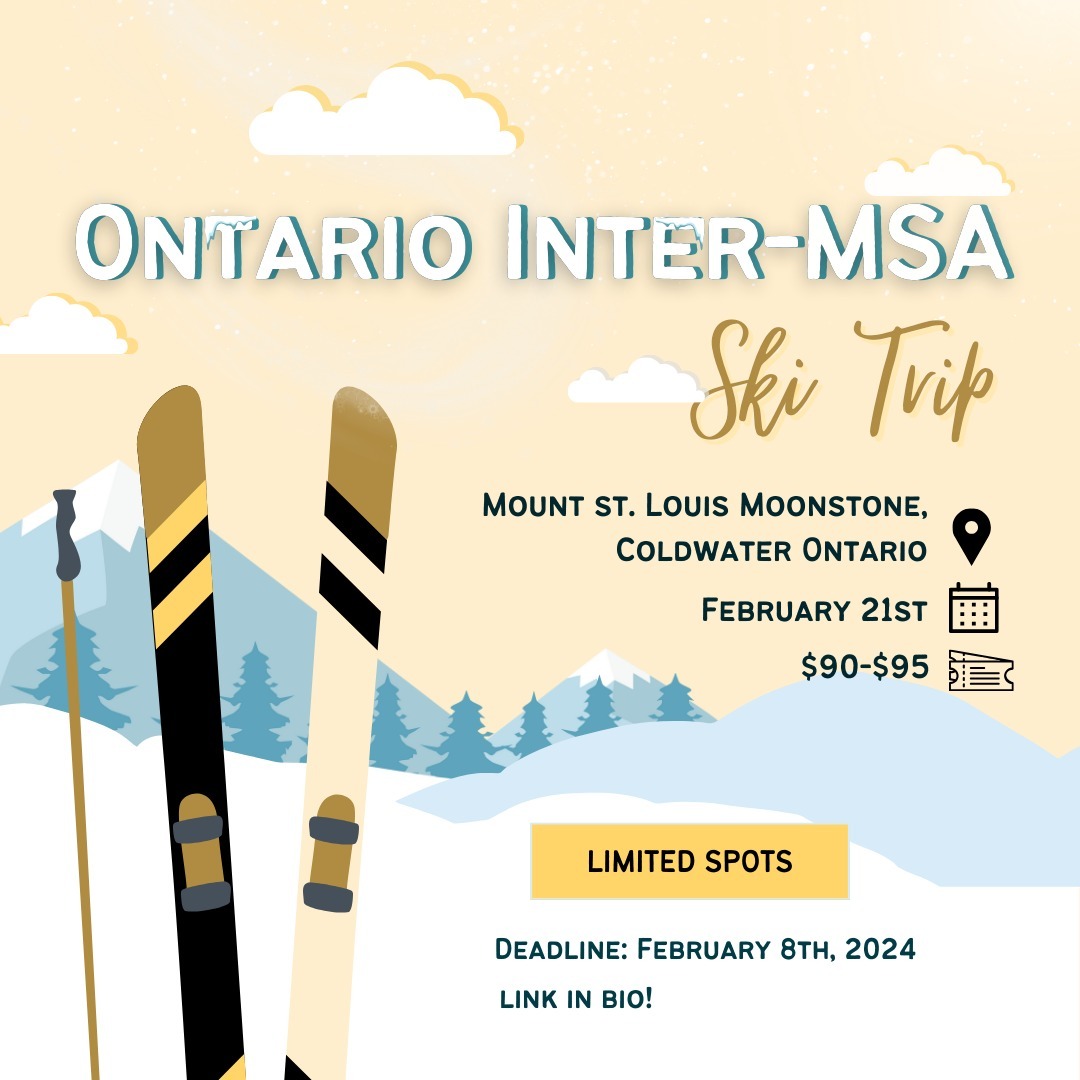 Ontario Inter-MSA
Ski Trip
Mount St. Louis Moonstone,
Coldwater Ontario
February 21st
$90-$95
LIMITED SPOTS
Deadline: February 8th, 2024
link in bio!